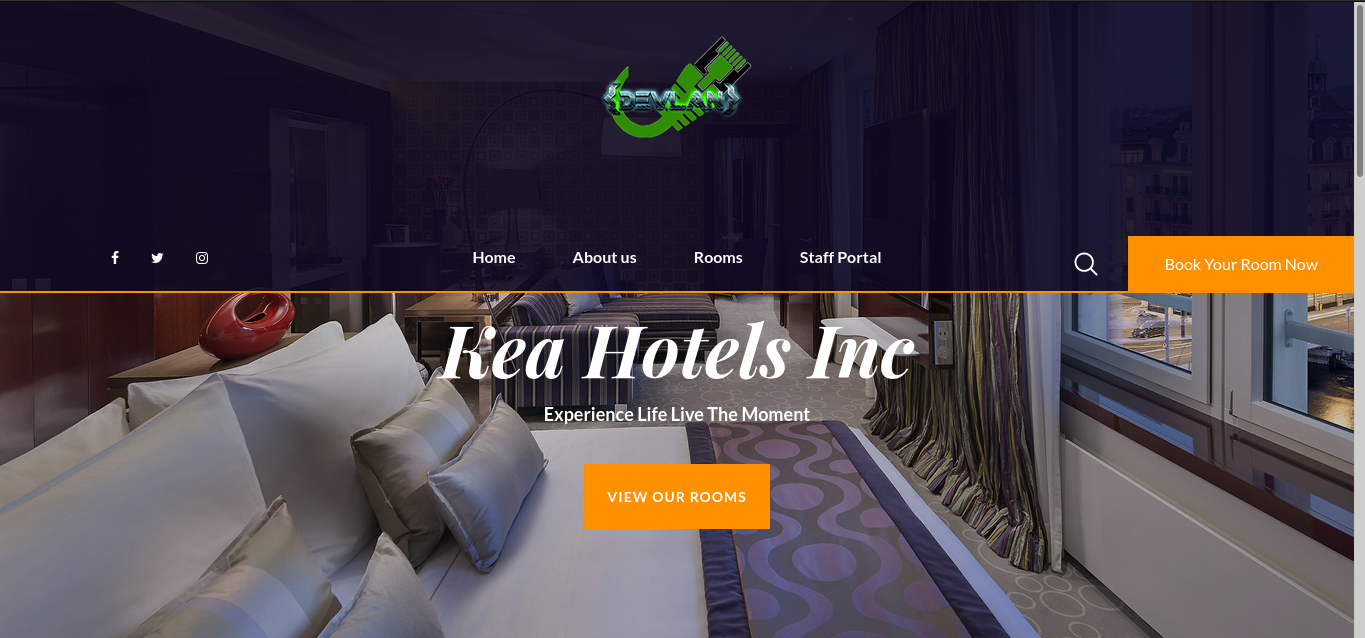 DEVLAN
Home About us Rooms Staff Portal
Book Your Room Now
Kea Hotels Inc
Experience Life Live The Moment
VIEW OUR ROOMS